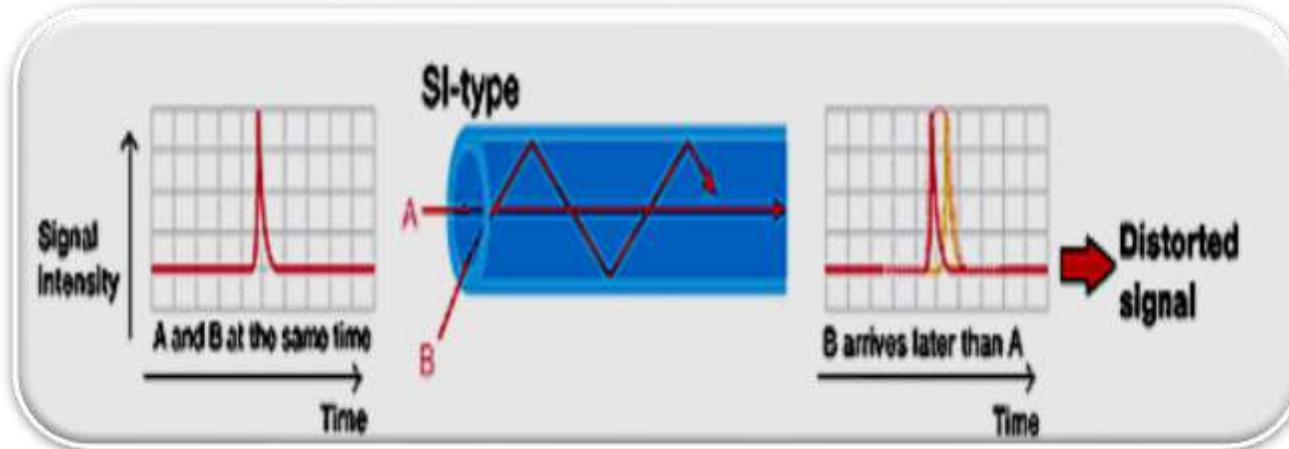 SI-type
Signal
intensity
A
B
A and B at the same time
Time
B arrives later than A
Time
Distorted
signal